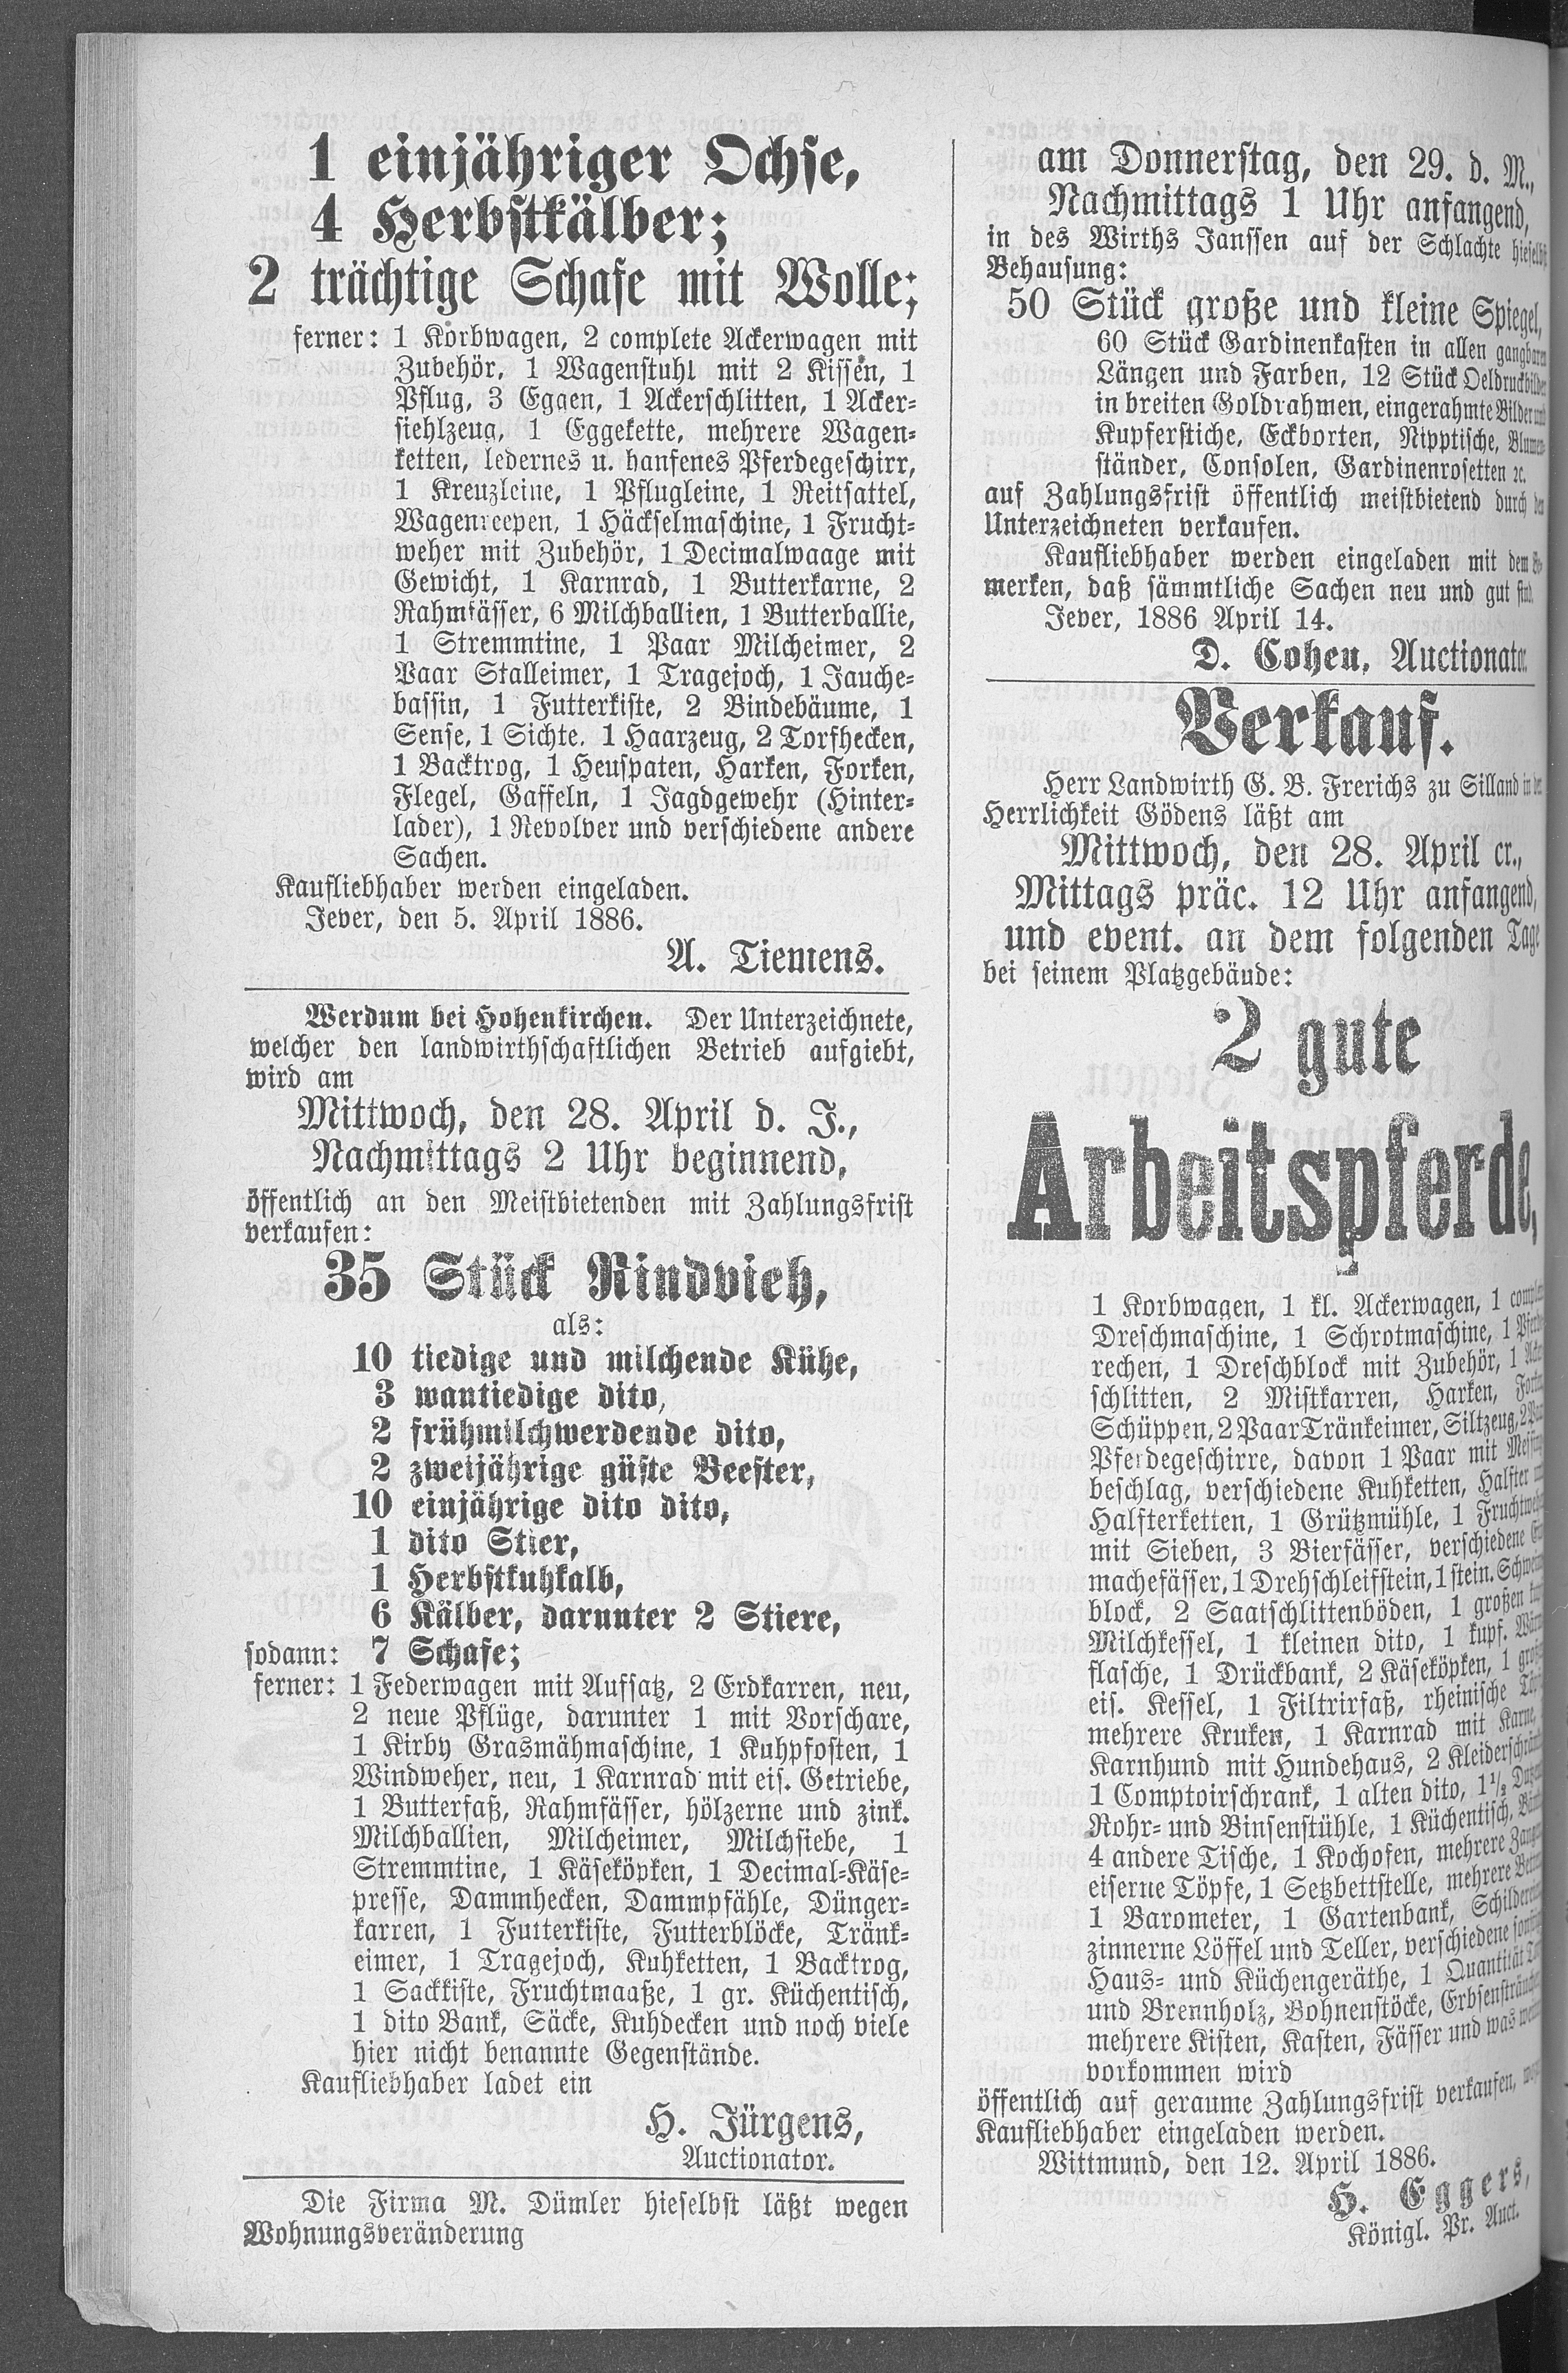 1 einjähriger Ochse,
4 Herbstkälber;
2 trächtige Schafe mit Wolle;
ferner: 1 Korbwagen, 2 complete Ackerwagen mit
Zubehör, 1 Wagenstuhl mit 2 Kissen, 1
Pflug, 3 Eggen, 1 Ackerschlitten, 1 Acker-
siehlzeug, 1 Eggekette, mehrere Wagen-
ketten, ledernes u. hanfenes Pferdegeschirr,
1 Kreuzleine, 1 Pflugleine, 1 Reitsattel,
Wagenreepen, 1 Häckselmaschine, 1 Frucht-
weher mit Zubehör, 1 Decimalwaage mit
Gewicht, 1 Karnrad, 1 Butterkarne, 2
Rahmfässer, 6 Milchballien, 1 Butterballie,
1 Stremmtine, 1 Paar Milcheimer, 2
Paar Stalleimer, 1 Tragejoch, 1 Jauche-
bassin, 1 Futterkiste, 2 Bindebäume, 1
Sense, 1 Sichte, 1 Haarzeug, 2 Torfhecken,
1 Backtrog, 1 Heuspaten, Harken, Forken,
Flegel, Gaffeln, 1 Jagdgewehr (Hinter-
lader), 1 Revolver und verschiedene andere
Sachen.
Kaufliebhaber werden eingeladen.
Jever, den 5. April 1886.
A. Tiemens.
Werdum bei Hohenkirchen. Der Unterzeichnete,
welcher den landwirthschaftlichen Betrieb aufgiebt,
wird am
Mittwoch, den 28. April d. J.,
Nachmittags 2 Uhr beginnend,
öffentlich an den Meistbietenden mit Zahlungsfrist
verkaufen:
35 Stück Rindvieh,
als:
10 tiedige und milchende Kühe,
3 wantiedige dito,
2 frühmilchwerdende dito,
2 zweijährige güste Beester,
10 einjährige dito dito,
1 dito Stier,
1 Herbstkuhkalb,
6 Kälber, darunter 2 Stiere,
sodann: 7 Schafe;
ferner: 1 Federwagen mit Aufsatz, 2 Erdkarren, neu,
2 neue Pflüge, darunter 1 mit Vorschare,
1 Kirby Grasmähmaschine, 1 Kuhpfosten, 1
Windweher, neu, 1 Karnrad mit eis. Getriebe,
1 Butterfaß, Rahmfässer, hölzerne und zink.
Milchballien, Milcheimer, Milchsiebe, 1
Stremmtine, 1 Käseköpken, 1 Decimal-Käse-
presse, Dammhecken, Dammpfähle, Dünger-
karren, 1 Futterkiste, Futterblöcke, Tränk-
eimer, 1 Tragejoch, Kuhketten, 1 Backtrog,
1 Sackkiste, Fruchtmaaße, 1 gr. Küchentisch,
1 dito Bank, Säcke, Kuhdecken und noch viele
hier nicht benannte Gegenstände.
Kaufliebhaber ladet ein
H. Jürgens,
Auctionator.
Die Firma M. Dümler hieselbst läßt wegen
Wohnungsveränderung
am Donnerstag, den 29. d. M.,
Nachmittags 1 Uhr anfangend,
in des Wirths Janssen auf der Schlachte hieselbst
Behausung:
50 Stück große und kleine Spiegel,
60 Stück Gardinenkasten in allen gangbaren
Längen und Farben, 12 Stück Oeldruckbilder
in breiten Goldrahmen, eingerahmte Bilder und
Kupferstiche, Eckborten, Nipptische, Blumen-
ständer, Consolen, Gardinenrosetten ꝛc.
auf Zahlungsfrist öffentlich meistbietend durch den
Unterzeichneten verkaufen.
Kaufliebhaber werden eingeladen mit dem Be-
merken, daß sämmtliche Sachen neu und gut sind.
Jever, 1886 April 14.
D. Cohen, Auctionator.
Verkauf.
Herr Landwirth G. B. Frerichs zu Silland in der
Herrlichkeit Gödens läßt am
Mittwoch, den 28. April cr.,
Mittags präc. 12 Uhr anfangend,
und event. an dem folgenden Tage
bei seinem Platzgebäude:
2 gute
Arbeitspferde,
1 Korbwagen, 1 kl. Ackerwagen, 1
Dreschmaschine, 1 Schrotmaschine, 1
rechen, 1 Dreschblock mit Zubehör, 1
schlitten, 2 Mistkarren, Harken,
Schüppen, 2 Paar Tränkeimer, Siltzeug, 2
Pferdegeschirre, davon 1 Paar mit Messing-
beschlag, verschiedene Kuhketten, Halfter
Halfterketten, 1 Grützmühle, 1
mit Sieben, 3 Bierfässer, verschiedene
machefässer, 1 Drehschleifstein, 1 stein.
block, 2 Saatschlittenböden, 1 großen
Milchkessel, 1 kleinen dito, 1 kupf.
flasche, 1 Drückbank, 2 Käseköpken, 1
eis. Kessel, 1 Filtrirfaß, rheinische
mehrere Kruken, 1 Karnrad mit Karne,
Karnhund mit Hundehaus, 2 Kleiderschränke
1 Comptoirschrank, 1 alten dito, 1½
Rohr- und Binsenstühle, 1 Küchentisch,
4 andere Tische, 1 Kochofen, mehrere
eiserne Töpfe, 1 Setzbettstelle, mehrere
1 Barometer, 1 Gartenbank, Schildereien
zinnerne Löffel und Teller, verschiedene
Haus- und Küchengeräthe, 1 Quantität
und Brennholz, Bohnenstöcke, Erbsensträucher
mehrere Kisten, Kasten, Fässer und was
vorkommen wird
öffentlich auf geraume Zahlungsfrist verkaufen,
Kaufliebhaber eingeladen werden.
Wittmund, den 12. April 1886.
H. Eggers,
Königl. Pr. Auct.